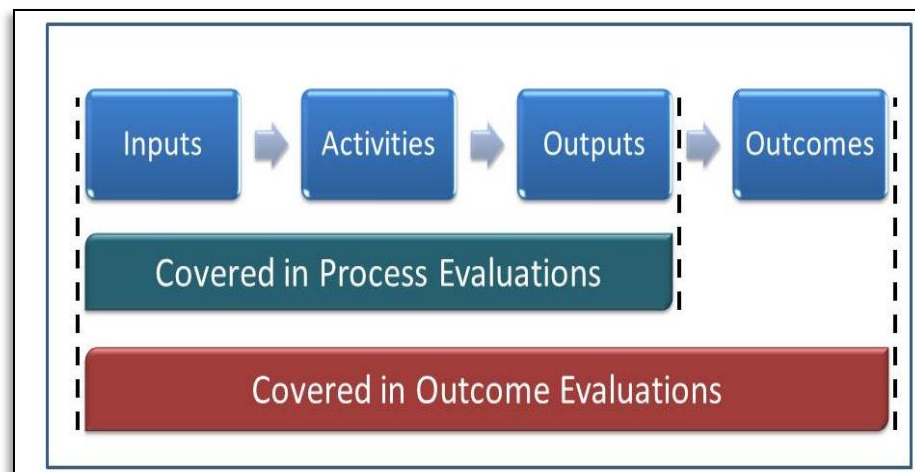 Inputs
Activities
Outputs
Outcomes
Covered in Process Evaluations
Covered in Outcome Evaluations